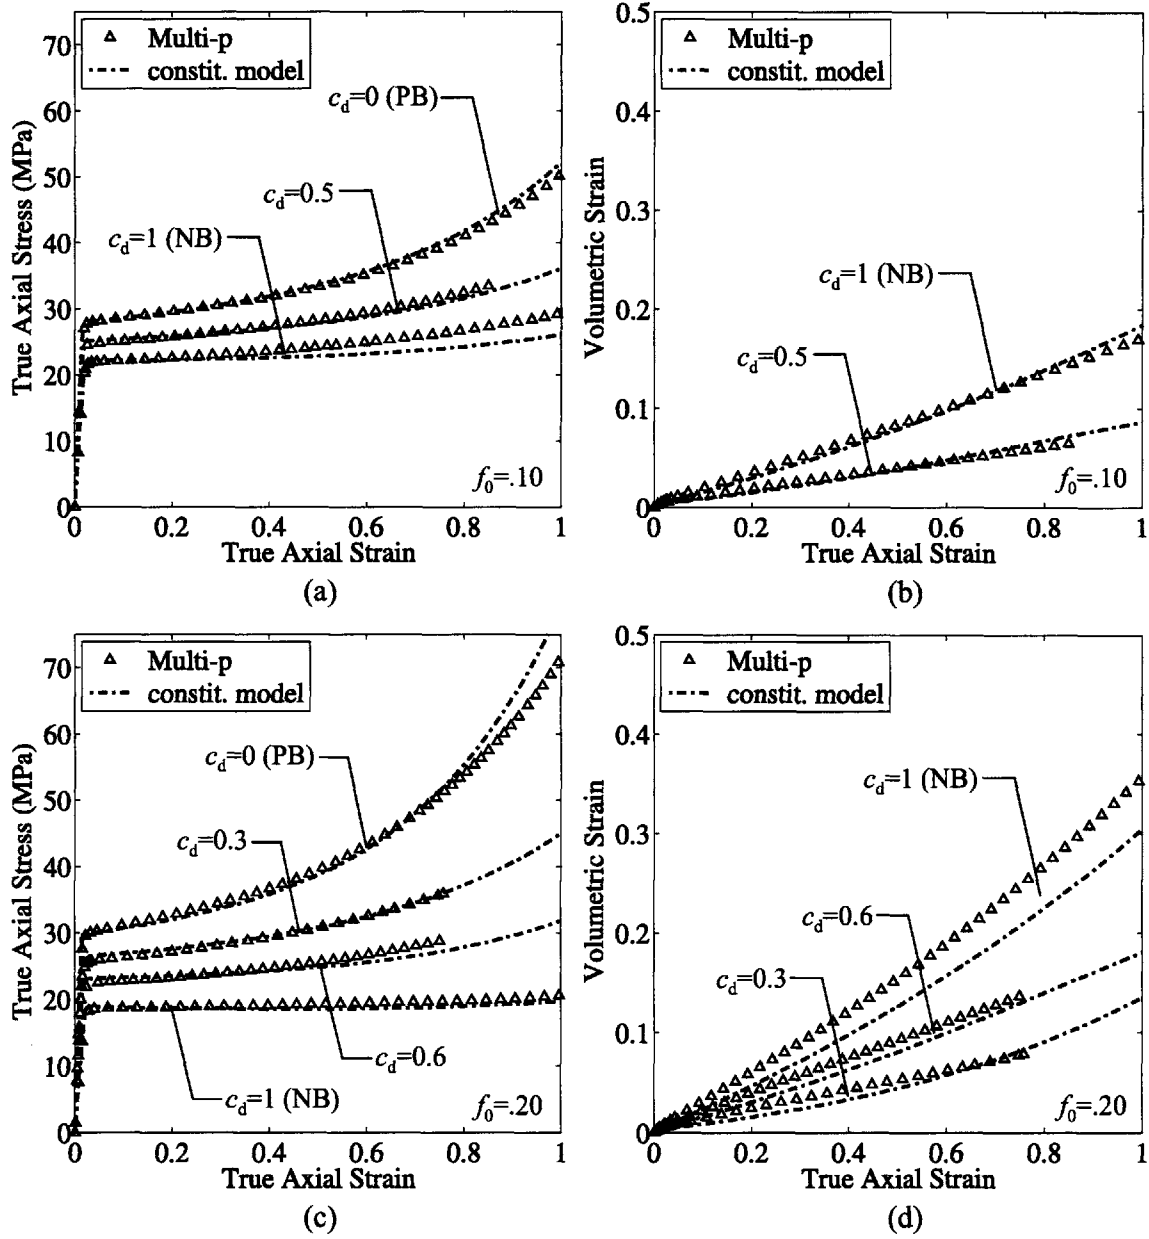 Multi-p
constit. model
c_d=0 (PB)
c_d=0.5
c_d=1 (NB)
f_0=.10
True Axial Stress (MPa)
70
60
50
40
30
20
10
0
0 0.2 0.4 0.6 0.8 1
True Axial Strain
(a)
Multi-p
constit. model
c_d=1 (NB)
c_d=0.5
f_0=.10
Volumetric Strain
0.5
0.4
0.3
0.2
0.1
0
0 0.2 0.4 0.6 0.8 1
True Axial Strain
(b)
Multi-p
constit. model
c_d=0 (PB)
c_d=0.3
c_d=0.6
c_d=1 (NB)
f_0=.20
True Axial Stress (MPa)
70
60
50
40
30
20
10
0
0 0.2 0.4 0.6 0.8 1
True Axial Strain
(c)
Multi-p
constit. model
c_d=1 (NB)
c_d=0.6
c_d=0.3
f_0=.20
Volumetric Strain
0.5
0.4
0.3
0.2
0.1
0
0 0.2 0.4 0.6 0.8 1
True Axial Strain
(d)